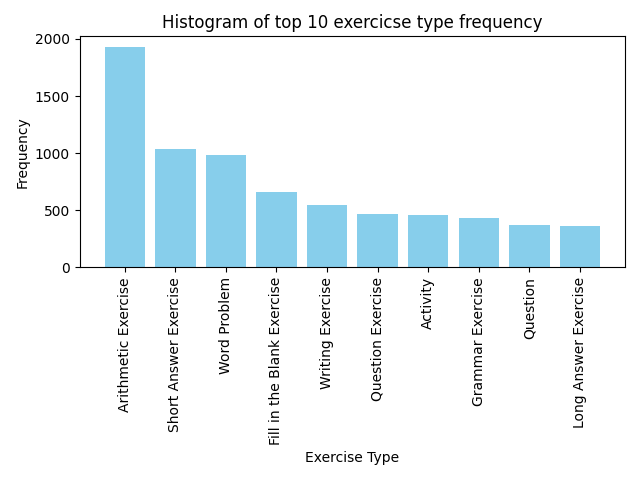 Histogram of top 10 exercicse type frequency
Frequency
2000
1500
1000
500
0
Arithmetic Exercise
Short Answer Exercise
Word Problem
Fill in the Blank Exercise
Writing Exercise
Question Exercise
Activity
Grammar Exercise
Question
Long Answer Exercise
Exercise Type